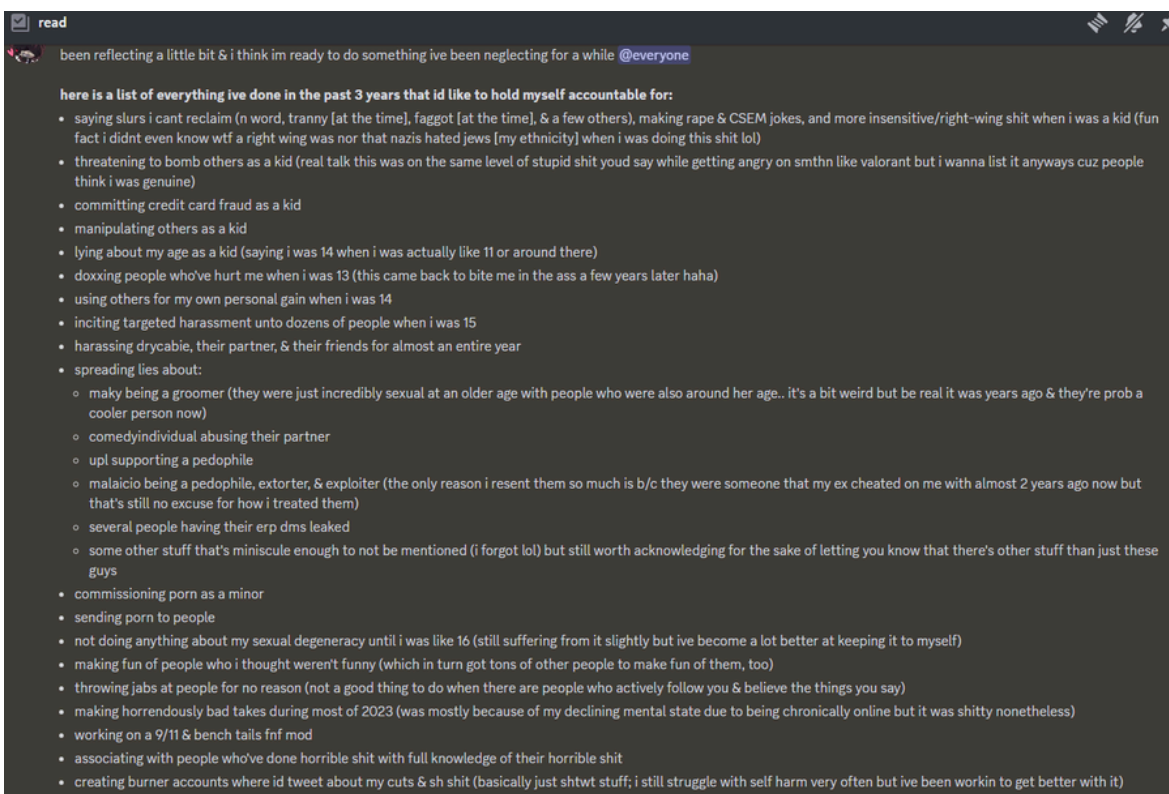 read
been reflecting a little bit & i think im ready to do something ive been neglecting for a while @everyone
here is a list of everything ive done in the past 3 years that id like to hold myself accountable for:
• saying slurs i cant reclaim (n word, tranny [at the time], faggot [at the time], & a few others), making rape & CSEM jokes, and more insensitive/right-wing shit when i was a kid (fun
fact i didnt even know wtf a right wing was nor that nazis hated jews [my ethnicity] when i was doing this shit lol)
• threatening to bomb others as a kid (real talk this was on the same level of stupid shit youd say while getting angry on smthn like valorant but i wanna list it anyways cuz people
think i was genuine)
• committing credit card fraud as a kid
• manipulating others as a kid
• lying about my age as a kid (saying i was 14 when i was actually like 11 or around there)
• doxxing people who've hurt me when i was 13 (this came back to bite me in the ass a few years later haha)
• using others for my own personal gain when i was 14
• inciting targeted harassment unto dozens of people when i was 15
• harassing drycabie, their partner, & their friends for almost an entire year
• spreading lies about:
◦ maky being a groomer (they were just incredibly sexual at an older age with people who were also around her age.. it's a bit weird but be real it was years ago & they're prob a
cooler person now)
◦ comedyindividual abusing their partner
◦ upl supporting a pedophile
◦ malaicio being a pedophile, extorter, & exploiter (the only reason i resent them so much is b/c they were someone that my ex cheated on me with almost 2 years ago now but
that's still no excuse for how i treated them)
◦ several people having their erp dms leaked
◦ some other stuff that's miniscule enough to not be mentioned (i forgot lol) but still worth acknowledging for the sake of letting you know that there's other stuff than just these
guys
• commissioning porn as a minor
• sending porn to people
• not doing anything about my sexual degeneracy until i was like 16 (still suffering from it slightly but ive become a lot better at keeping it to myself)
• making fun of people who i thought weren't funny (which in turn got tons of other people to make fun of them, too)
• throwing jabs at people for no reason (not a good thing to do when there are people who actively follow you & believe the things you say)
• making horrendously bad takes during most of 2023 (was mostly because of my declining mental state due to being chronically online but it was shitty nonetheless)
• working on a 9/11 & bench tails fnf mod
• associating with people who've done horrible shit with full knowledge of their horrible shit
• creating burner accounts where id tweet about my cuts & sh shit (basically just shtwt stuff; i still struggle with self harm very often but ive been workin to get better with it)